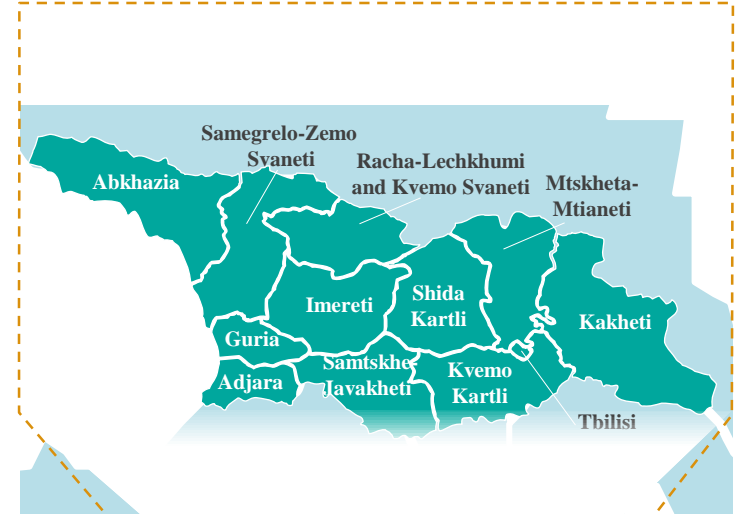 Samegrelo-Zemo
Svaneti
Racha-Lechkhumi
and Kvemo Svaneti
Mtskheta-
Mtianeti
Abkhazia
Imereti
Shida
Kartli
Kakheti
Guria
Samtskhe-
Javakheti
Kvemo
Kartli
Adjara
Tbilisi